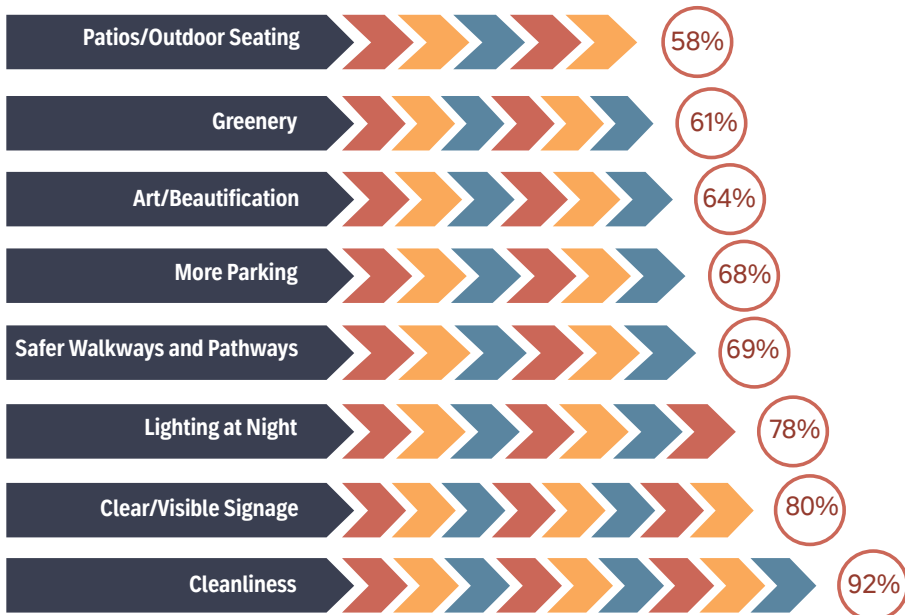 Patios/Outdoor Seating 58%
Greenery 61%
Art/Beautification 64%
More Parking 68%
Safer Walkways and Pathways 69%
Lighting at Night 78%
Clear/Visible Signage 80%
Cleanliness 92%